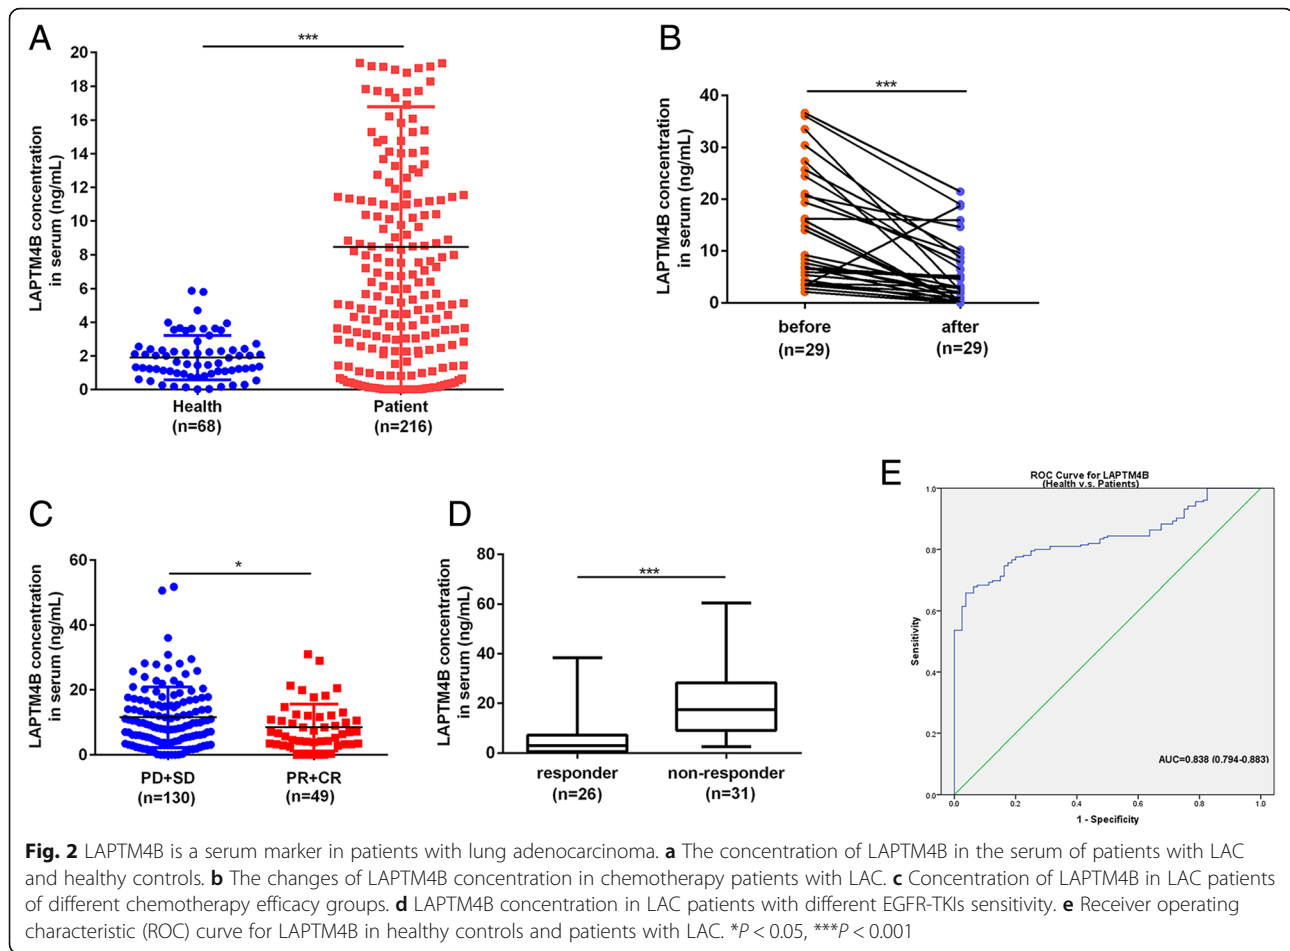 A
***
20
18
16
14
12
10
8
6
4
2
0
LAPTM4B concentration
in serum (ng/mL)
Health
(n=68)
Patient
(n=216)
B
***
40
30
20
10
0
LAPTM4B concentration
in serum (ng/mL)
before
(n=29)
after
(n=29)
C
*
60
40
20
0
LAPTM4B concentration
in serum (ng/mL)
PD+SD
(n=130)
PR+CR
(n=49)
D
***
80
60
40
20
0
LAPTM4B concentration
in serum (ng/mL)
responder
(n=26)
non-responder
(n=31)
E
ROC Curve for LAPTM4B
(Health v.s. Patients)
1.0
0.8
0.6
0.4
0.2
0.0
Sensitivity
AUC=0.838 (0.794-0.883)
0.0 0.2 0.4 0.6 0.8 1.0
1 - Specificity
Fig. 2 LAPTM4B is a serum marker in patients with lung adenocarcinoma. a The concentration of LAPTM4B in the serum of patients with LAC
and healthy controls. b The changes of LAPTM4B concentration in chemotherapy patients with LAC. c Concentration of LAPTM4B in LAC patients
of different chemotherapy efficacy groups. d LAPTM4B concentration in LAC patients with different EGFR-TKIs sensitivity. e Receiver operating
characteristic (ROC) curve for LAPTM4B in healthy controls and patients with LAC. *P < 0.05, ***P < 0.001